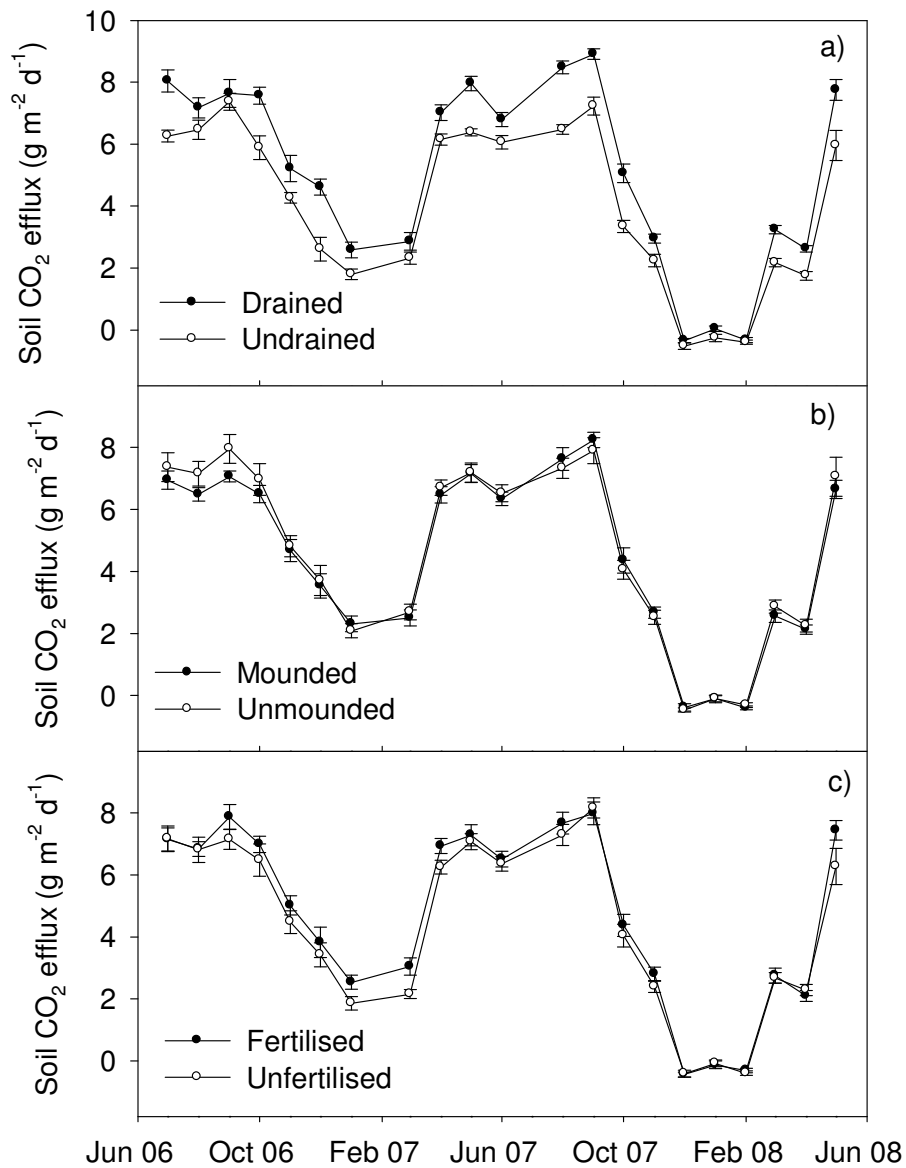 10
a)
8
6
4
2
0
Soil CO₂ efflux (g m⁻² d⁻¹)
Drained
Undrained
b)
8
6
4
2
0
Soil CO₂ efflux (g m⁻² d⁻¹)
Mounded
Unmounded
c)
8
6
4
2
0
Soil CO₂ efflux (g m⁻² d⁻¹)
Fertilised
Unfertilised
Jun 06 Oct 06 Feb 07 Jun 07 Oct 07 Feb 08 Jun 08